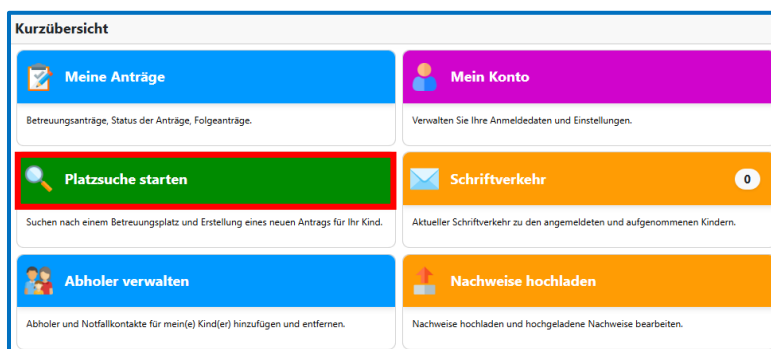 Kurzübersicht
Meine Anträge
Betreuungsanträge, Status der Anträge, Folgeanträge.
Mein Konto
Verwalten Sie Ihre Anmeldedaten und Einstellungen.
Platzsuche starten
Suchen nach einem Betreuungsplatz und Erstellung eines neuen Antrags für Ihr Kind.
Schriftverkehr 0
Aktueller Schriftverkehr zu den angemeldeten und aufgenommenen Kindern.
Abholer verwalten
Abholer und Notfallkontakte für mein(e) Kind(er) hinzufügen und entfernen.
Nachweise hochladen
Nachweise hochladen und hochgeladene Nachweise bearbeiten.